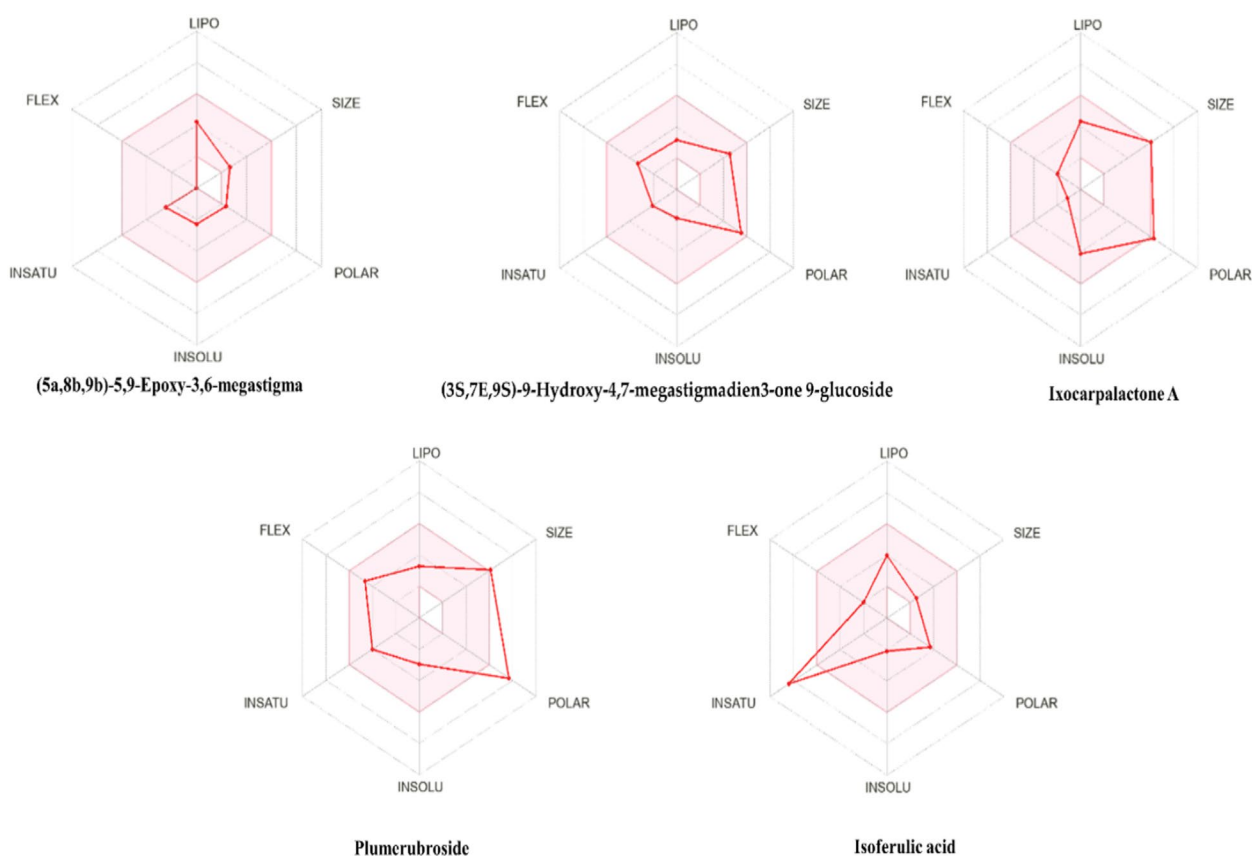 LIPO
FLEX
SIZE
INSATU
POLAR
INSOLU
(5a,8b,9b)-5,9-Epoxy-3,6-megastigma
LIPO
FLEX
SIZE
INSATU
POLAR
INSOLU
(3S,7E,9S)-9-Hydroxy-4,7-megastigmadien3-one 9-glucoside
LIPO
FLEX
SIZE
INSATU
POLAR
INSOLU
Ixocarpalactone A
LIPO
FLEX
SIZE
INSATU
POLAR
INSOLU
Plumerubroside
LIPO
FLEX
SIZE
INSATU
POLAR
INSOLU
Isoferulic acid